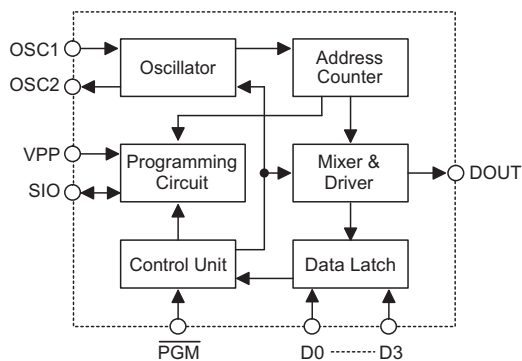 OSC1
OSC2
Oscillator
Address
Counter
VPP
SIO
Programming
Circuit
Mixer &
Driver
DOUT
Control Unit
Data Latch
PGM
D0
D3